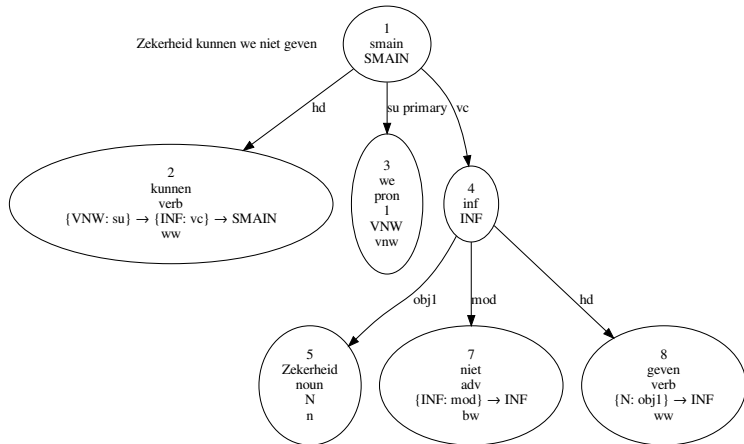 Zekerheid kunnen we niet geven
1
smain
SMAIN
hd
su primary
vc
2
kunnen
verb
{VNW: su} → {INF: vc} → SMAIN
ww
3
we
pron
1
VNW
vnw
4
inf
INF
obj1
mod
hd
5
Zekerheid
noun
N
n
7
niet
adv
{INF: mod} → INF
bw
8
geven
verb
{N: obj1} → INF
ww